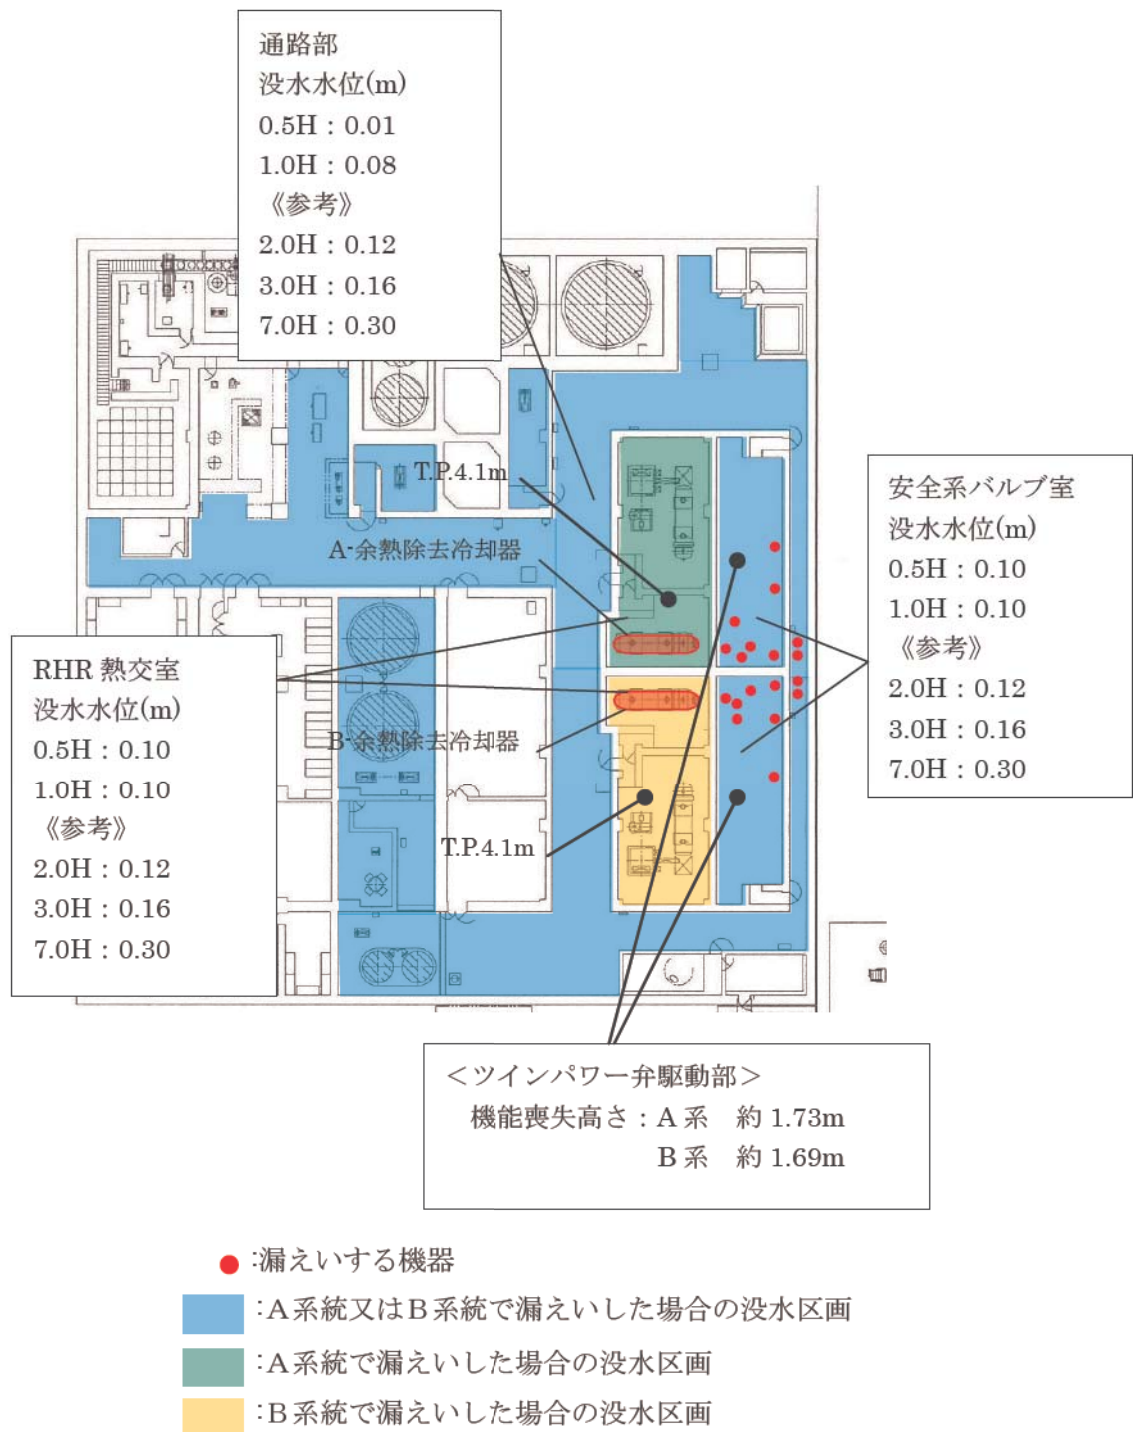 通路部
没水水位(m)
0.5H：0.01
1.0H：0.08
《参考》
2.0H：0.12
3.0H：0.16
7.0H：0.30
T.P.4.1m
A-余熱除去冷却器
安全系バルブ室
没水水位(m)
0.5H：0.10
1.0H：0.10
《参考》
2.0H：0.12
3.0H：0.16
7.0H：0.30
RHR 熱交室
没水水位(m)
0.5H：0.10
1.0H：0.10
《参考》
2.0H：0.12
3.0H：0.16
7.0H：0.30
B-余熱除去冷却器
T.P.4.1m
＜ツインパワー弁駆動部＞
機能喪失高さ：A 系　約 1.73m
B 系　約 1.69m
:漏えいする機器
:A系統又はB系統で漏えいした場合の没水区画
:A系統で漏えいした場合の没水区画
:B系統で漏えいした場合の没水区画